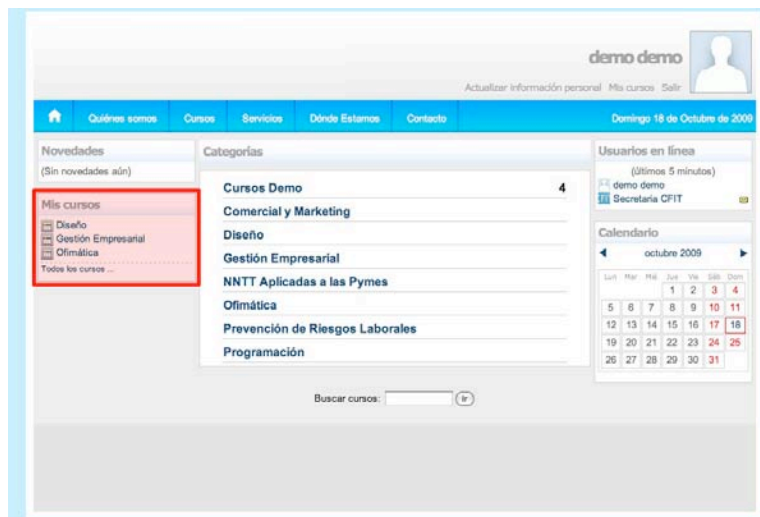 demo demo
Actualizar información personal Mis cursos Salir
Quiénes somos Cursos Servicios Dónde Estamos Contacto Domingo 18 de Octubre de 2009
Novedades
(Sin novedades aún)
Mis cursos
Diseño
Gestión Empresarial
Ofimática
Todos los cursos ...
Categorías
Cursos Demo 4
Comercial y Marketing
Diseño
Gestión Empresarial
NNTT Aplicadas a las Pymes
Ofimática
Prevención de Riesgos Laborales
Programación
Buscar cursos: Ir
Usuarios en línea
(últimos 5 minutos)
demo demo
Secretaria CFIT
Calendario
octubre 2009
Lun Mar Mié Jue Vie Sáb Dom
1 2 3 4
5 6 7 8 9 10 11
12 13 14 15 16 17 18
19 20 21 22 23 24 25
26 27 28 29 30 31